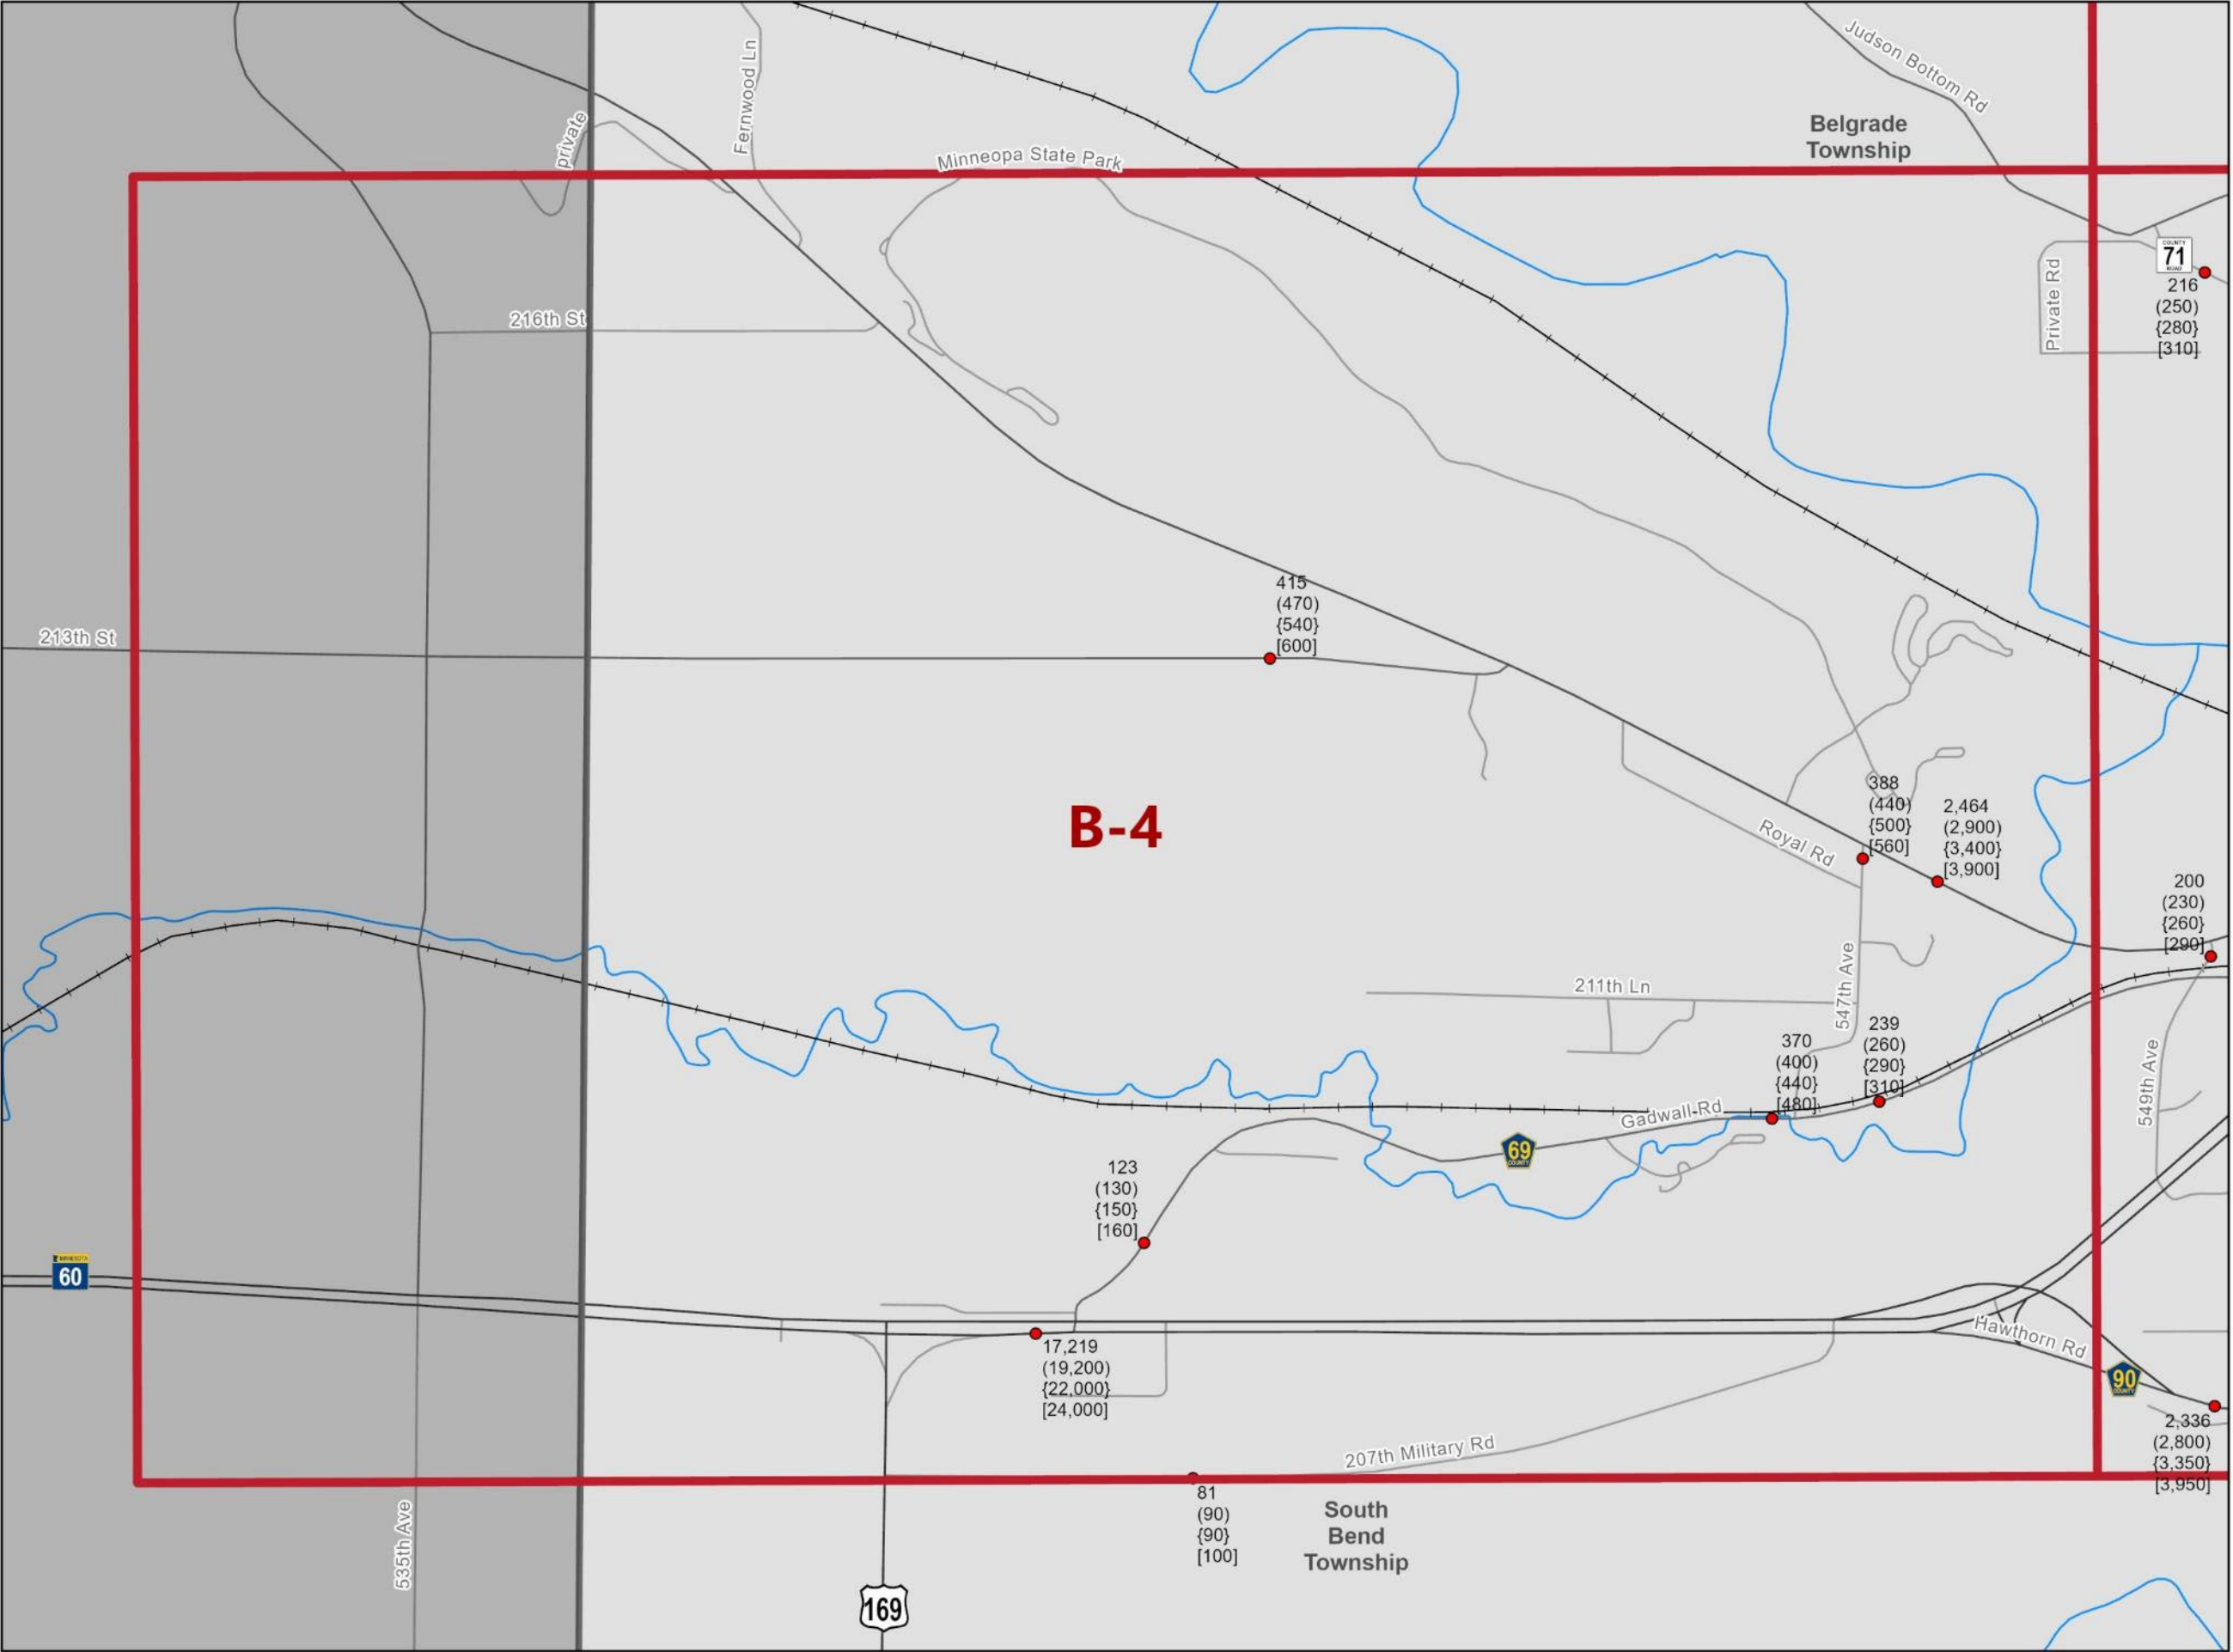 Judson Bottom Rd
Fernwood Ln
private
Belgrade
Township
Minneopa State Park
COUNTY
71
ROAD
216
(250)
{280}
[310]
Private Rd
216th St
415
(470)
{540}
[600]
213th St
B-4
388
(440)
{500}
[560]
2,464
(2,900)
{3,400}
[3,900]
Royal Rd
200
(230)
{260}
[290]
211th Ln
547th Ave
370
(400)
{440}
[480]
239
(260)
{290}
[310]
549th Ave
Gadwall Rd
69
COUNTY
123
(130)
{150}
[160]
MINNESOTA
60
17,219
(19,200)
{22,000}
[24,000]
Hawthorn Rd
90
COUNTY
2,336
(2,800)
{3,350}
[3,950]
207th Military Rd
81
(90)
{90}
[100]
South
Bend
Township
535th Ave
169